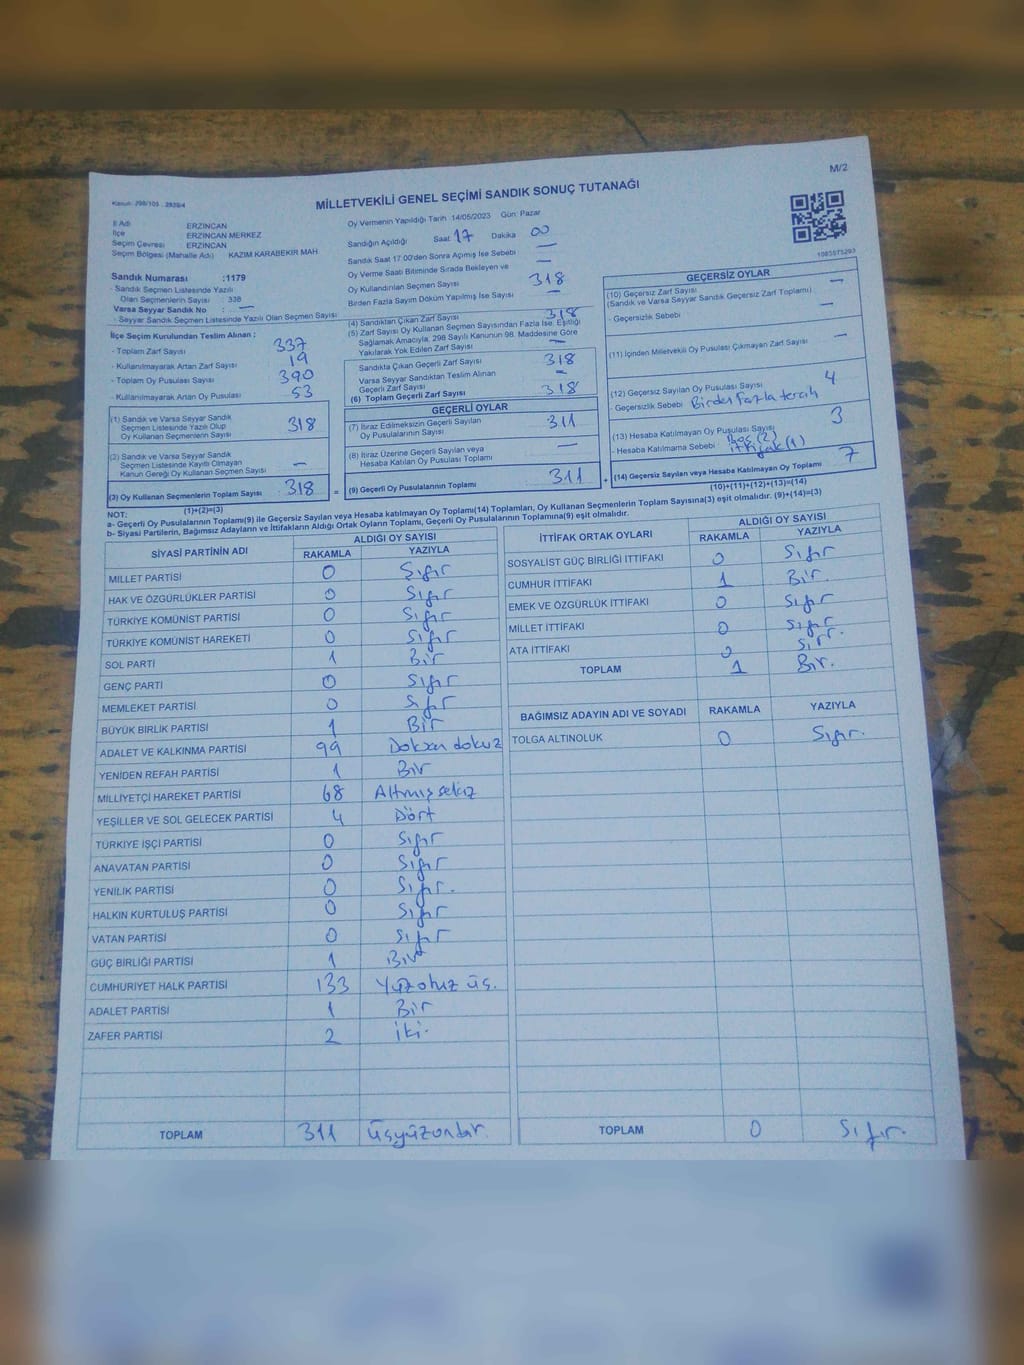 M/2
Kanun: 298/105 , 2839/4
MİLLETVEKİLİ GENEL SEÇİMİ SANDIK SONUÇ TUTANAĞI
İl Adı ERZINCAN
İlçe ERZINCAN MERKEZ
Seçim Çevresi ERZINCAN
Seçim Bölgesi (Mahalle Adı) KAZIM KARABEKIR MAH.
Sandık Numarası :1179
- Sandık Seçmen Listesinde Yazılı
Olan Seçmenlerin Sayısı : 338
Varsa Seyyar Sandık No : —
- Seyyar Sandık Seçmen Listesinde Yazılı Olan Seçmen Sayısı
İlçe Seçim Kurulundan Teslim Alınan ;
- Toplam Zarf Sayısı 337
- Kullanılmayarak Artan Zarf Sayısı 19
- Toplam Oy Pusulası Sayısı 390
- Kullanılmayarak Artan Oy Pusulası 53
(1) Sandık ve Varsa Seyyar Sandık
Seçmen Listesinde Yazılı Olup
Oy Kullanan Seçmenlerin Sayısı 318
(2) Sandık ve Varsa Seyyar Sandık
Seçmen Listesinde Kayıtlı Olmayan
Kanun Gereği Oy Kullanan Seçmen Sayısı —
(3) Oy Kullanan Seçmenlerin Toplam Sayısı 318 =
(1)+(2)=(3)
Oy Vermenin Yapıldığı Tarih :14/05/2023 Gün: Pazar
Sandığın Açıldığı Saat 17 Dakika 00
Sandık Saat 17.00'den Sonra Açımış İse Sebebi —
Oy Verme Saati Bitiminde Sırada Bekleyen ve
Oy Kullandırılan Seçmen Sayısı —
Birden Fazla Sayım Döküm Yapılmış İse Sayısı —
318
(4) Sandıktan Çıkan Zarf Sayısı 318
(5) Zarf Sayısı Oy Kullanan Seçmen Sayısından Fazla İse, Eşitliği
Sağlamak Amacıyla, 298 Sayılı Kanunun 98. Maddesine Göre
Yakılarak Yok Edilen Zarf Sayısı —
Sandıkta Çıkan Geçerli Zarf Sayısı 318
Varsa Seyyar Sandıktan Teslim Alınan
Geçerli Zarf Sayısı —
(6) Toplam Geçerli Zarf Sayısı 318
GEÇERLİ OYLAR
(7) İtiraz Edilmeksizin Geçerli Sayılan
Oy Pusulalarının Sayısı 311
(8) İtiraz Üzerine Geçerli Sayılan veya
Hesaba Katılan Oy Pusulası Toplamı —
(9) Geçerli Oy Pusulalarının Toplamı 311 +
1083575293
GEÇERSİZ OYLAR
(10) Geçersiz Zarf Sayısı
(Sandık ve Varsa Seyyar Sandık Geçersiz Zarf Toplamı) —
- Geçersizlik Sebebi —
(11) İçinden Milletvekili Oy Pusulası Çıkmayan Zarf Sayısı —
(12) Geçersiz Sayılan Oy Pusulası Sayısı 4
- Geçersizlik Sebebi Birden fazla tercih
(13) Hesaba Katılmayan Oy Pusulası Sayısı 3
- Hesaba Katılmama Sebebi : Boş (2)
(1)
(14) Geçersiz Sayılan veya Hesaba Katılmayan Oy Toplamı 7
(10)+(11)+(12)+(13)=(14)
NOT:
a- Geçerli Oy Pusulalarının Toplamı(9) ile Geçersiz Sayılan veya Hesaba katılmayan Oy Toplamı(14) Toplamları, Oy Kullanan Seçmenlerin Toplam Sayısına(3) eşit olmalıdır. (9)+(14)=(3)
b- Siyasi Partilerin, Bağımsız Adayların ve İttifakların Aldığı Ortak Oyların Toplamı, Geçerli Oy Pusulalarının Toplamına(9) eşit olmalıdır.
SİYASİ PARTİNİN ADI ALDIĞI OY SAYISI
RAKAMLA YAZIYLA
MİLLET PARTİSİ 0 Sıfır
HAK VE ÖZGÜRLÜKLER PARTİSİ 0 Sıfır
TÜRKİYE KOMÜNİST PARTİSİ 0 Sıfır
TÜRKİYE KOMÜNİST HAREKETİ 0 Sıfır
SOL PARTİ 1 Bir
GENÇ PARTİ 0 Sıfır
MEMLEKET PARTİSİ 0 Sıfır
BÜYÜK BİRLİK PARTİSİ 1 Bir
ADALET VE KALKINMA PARTİSİ 99 Doksan dokuz
YENİDEN REFAH PARTİSİ 1 Bir
MİLLİYETÇİ HAREKET PARTİSİ 68 Altmış sekiz
YEŞİLLER VE SOL GELECEK PARTİSİ 4 Dört
TÜRKİYE İŞÇİ PARTİSİ 0 Sıfır
ANAVATAN PARTİSİ 0 Sıfır
YENİLİK PARTİSİ 0 Sıfır.
HALKIN KURTULUŞ PARTİSİ 0 Sıfır
VATAN PARTİSİ 0 Sıfır
GÜÇ BİRLİĞİ PARTİSİ 1 Bir
CUMHURİYET HALK PARTİSİ 133 Yüzotuz üç.
ADALET PARTİSİ 1 Bir
ZAFER PARTİSİ 2 İki.
TOPLAM 311 üçyüzonbir.
İTTİFAK ORTAK OYLARI ALDIĞI OY SAYISI
RAKAMLA YAZIYLA
SOSYALİST GÜÇ BİRLİĞİ İTTİFAKI 0 Sıfır
CUMHUR İTTİFAKI 1 Bir.
EMEK VE ÖZGÜRLÜK İTTİFAKI 0 Sıfır
MİLLET İTTİFAKI 0 Sıfır
ATA İTTİFAKI 0
TOPLAM 1 Bir.
BAĞIMSIZ ADAYIN ADI VE SOYADI RAKAMLA YAZIYLA
TOLGA ALTINOLUK 0 Sıfır.
TOPLAM 0 Sıfır.